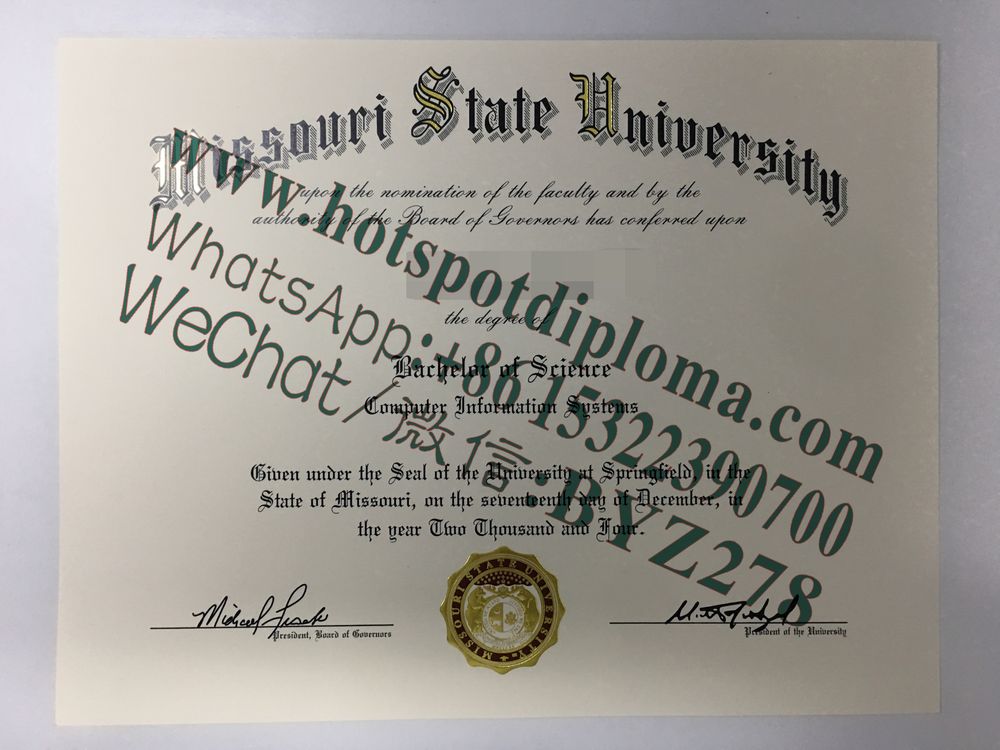 Missouri State University
upon the nomination of the faculty and by the
authority of the Board of Governors has conferred upon
the degree of
Bachelor of Science
Computer Information Systems
Given under the Seal of the University at Springfield, in the
State of Missouri, on the seventeenth day of December, in
the year Two Thousand and Four.
MISSOURI STATE UNIVERSITY
President, Board of Governors
President of the University
www.hotspotdiploma.com
WhatsApp:+86 15322390700
WeChat/微信:BYZ278